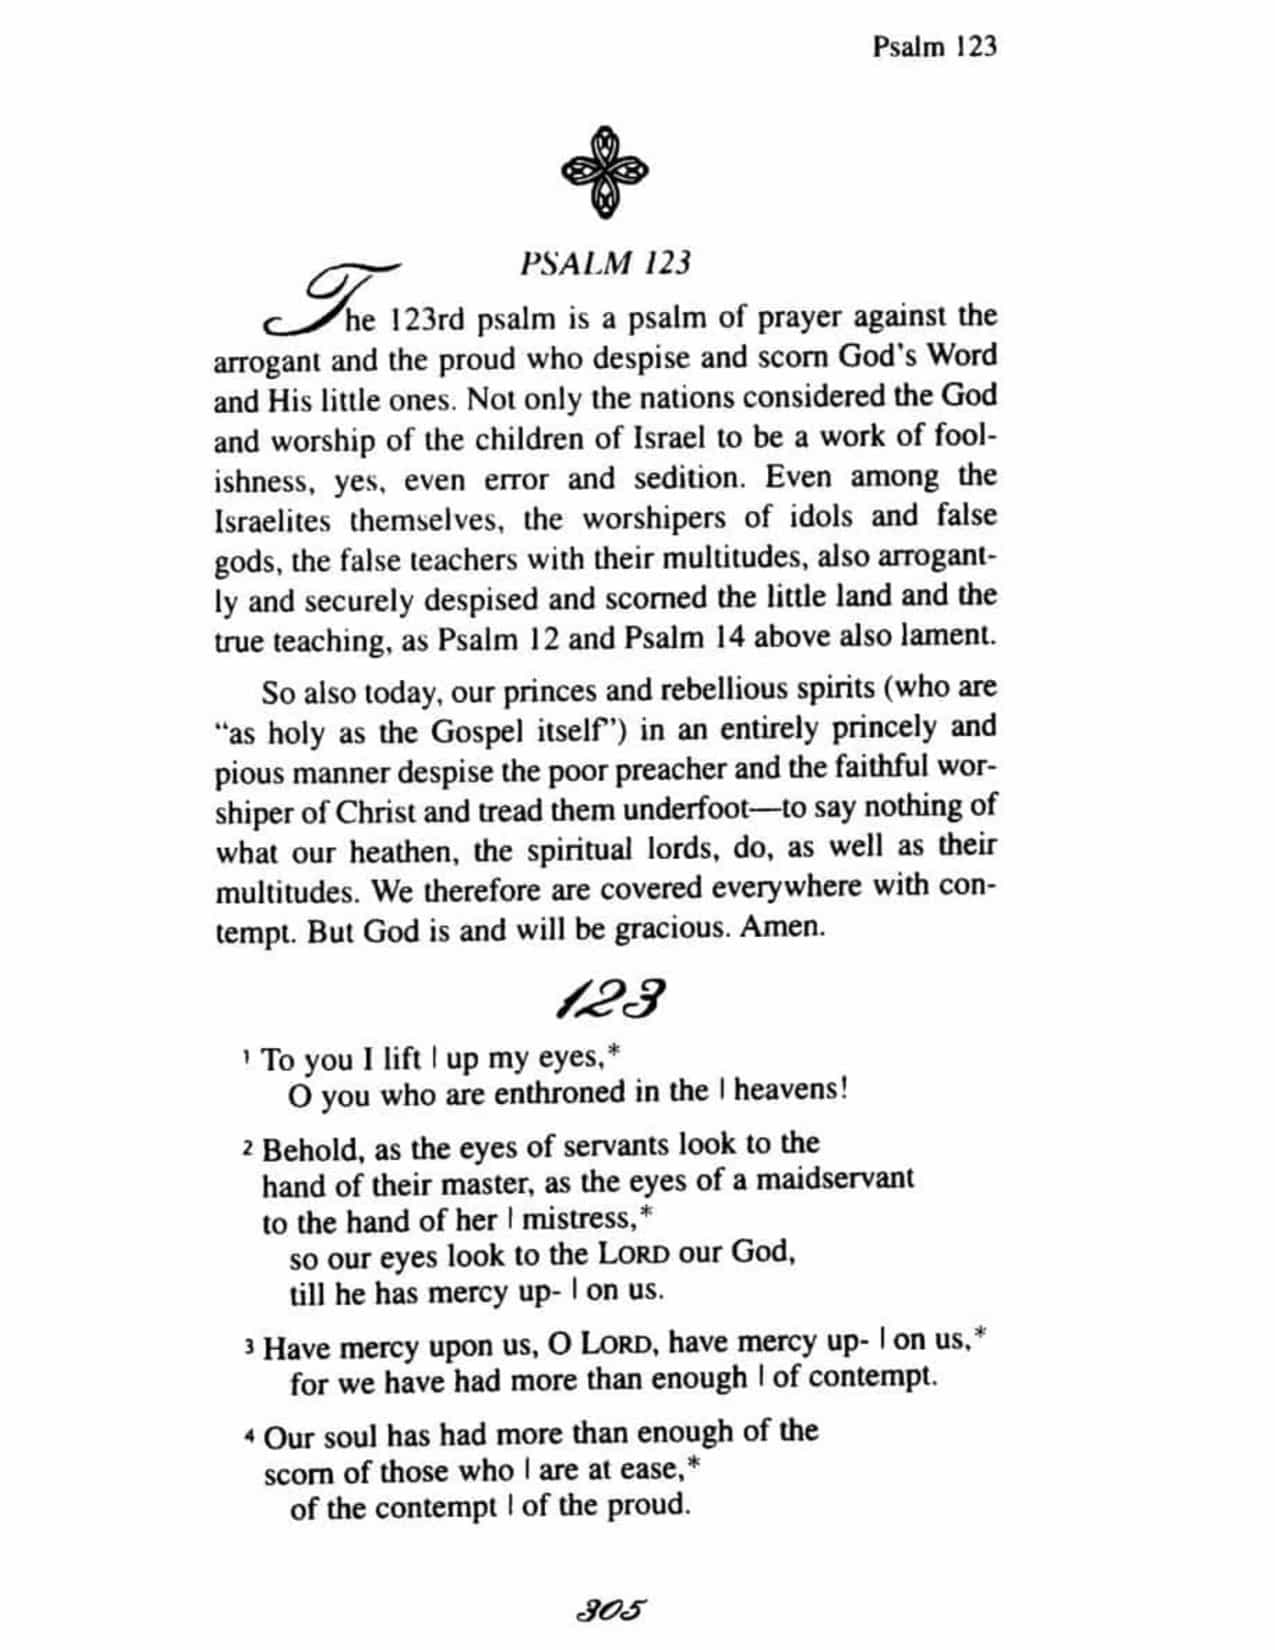 Psalm 123
PSALM 123
The 123rd psalm is a psalm of prayer against the
arrogant and the proud who despise and scorn God's Word
and His little ones. Not only the nations considered the God
and worship of the children of Israel to be a work of fool-
ishness, yes, even error and sedition. Even among the
Israelites themselves, the worshipers of idols and false
gods, the false teachers with their multitudes, also arrogant-
ly and securely despised and scorned the little land and the
true teaching, as Psalm 12 and Psalm 14 above also lament.
So also today, our princes and rebellious spirits (who are
“as holy as the Gospel itself”) in an entirely princely and
pious manner despise the poor preacher and the faithful wor-
shiper of Christ and tread them underfoot—to say nothing of
what our heathen, the spiritual lords, do, as well as their
multitudes. We therefore are covered everywhere with con-
tempt. But God is and will be gracious. Amen.
123
1 To you I lift | up my eyes,*
O you who are enthroned in the | heavens!
2 Behold, as the eyes of servants look to the
hand of their master, as the eyes of a maidservant
to the hand of her | mistress,*
so our eyes look to the LORD our God,
till he has mercy up- | on us.
3 Have mercy upon us, O LORD, have mercy up- | on us,*
for we have had more than enough | of contempt.
4 Our soul has had more than enough of the
scorn of those who | are at ease,*
of the contempt | of the proud.
305